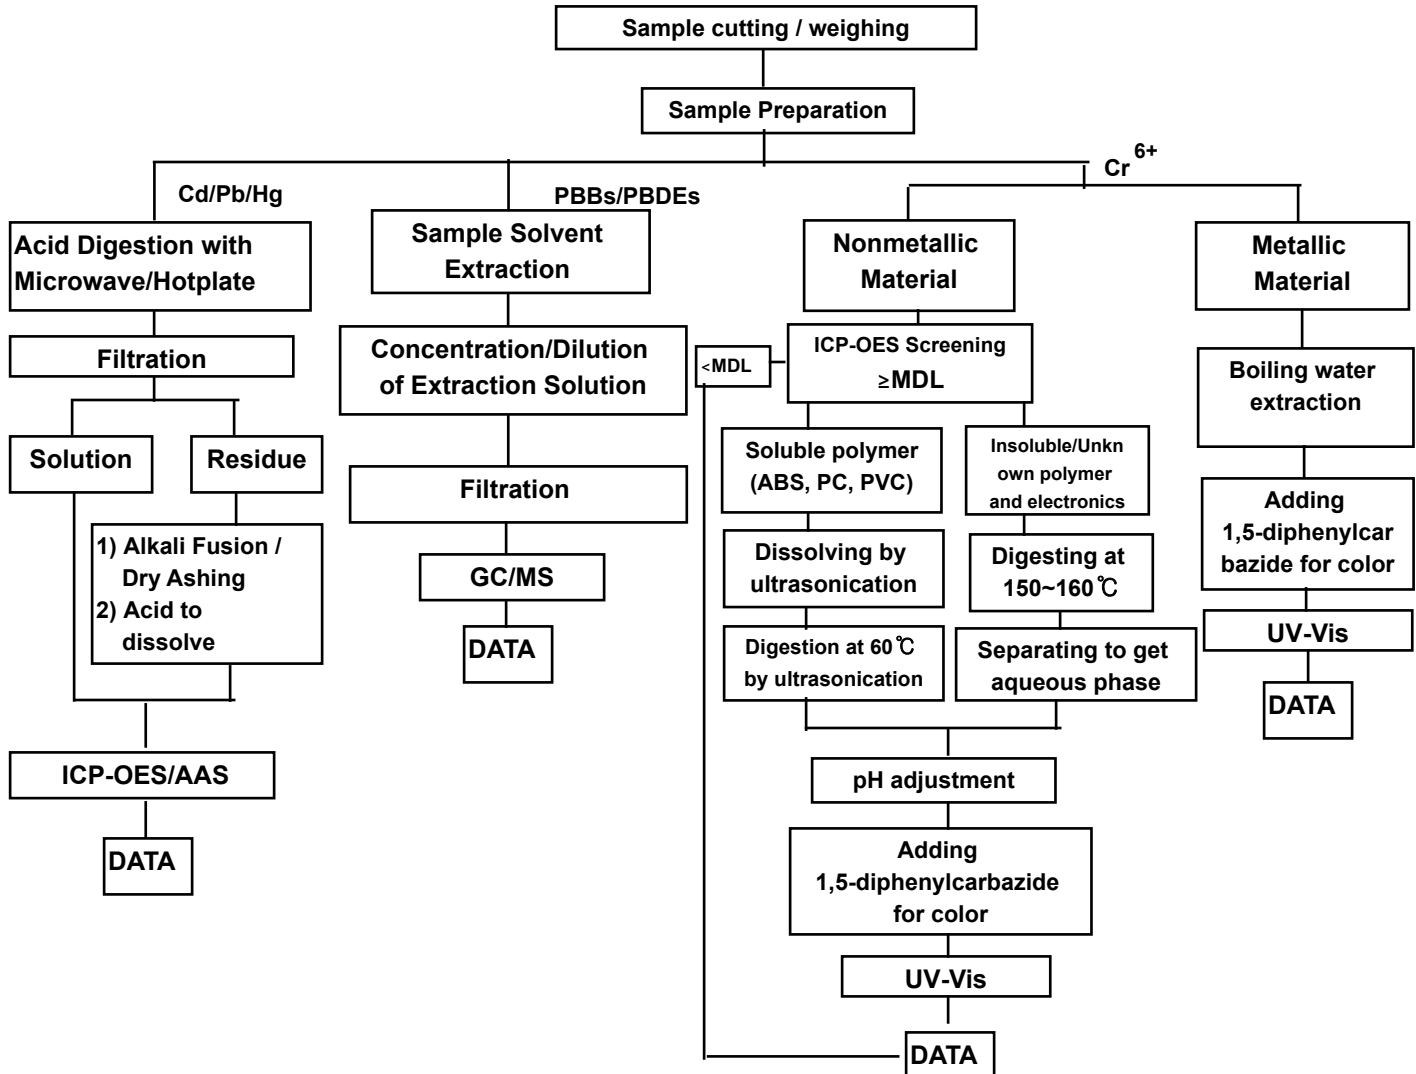 Sample cutting / weighing
Sample Preparation
Cd/Pb/Hg
Acid Digestion with
Microwave/Hotplate
Filtration
Solution
Residue
1) Alkali Fusion /
Dry Ashing
2) Acid to
dissolve
ICP-OES/AAS
DATA
PBBs/PBDEs
Sample Solvent
Extraction
Concentration/Dilution
of Extraction Solution
Filtration
GC/MS
DATA
Cr 6+
Nonmetallic
Material
ICP-OES Screening
≥MDL
<MDL
Soluble polymer
(ABS, PC, PVC)
Dissolving by
ultrasonication
Digestion at 60℃
by ultrasonication
Insoluble/Unkn
own polymer
and electronics
Digesting at
150~160℃
Separating to get
aqueous phase
pH adjustment
Adding
1,5-diphenylcarbazide
for color
UV-Vis
DATA
Metallic
Material
Boiling water
extraction
Adding
1,5-diphenylcar
bazide for color
UV-Vis
DATA